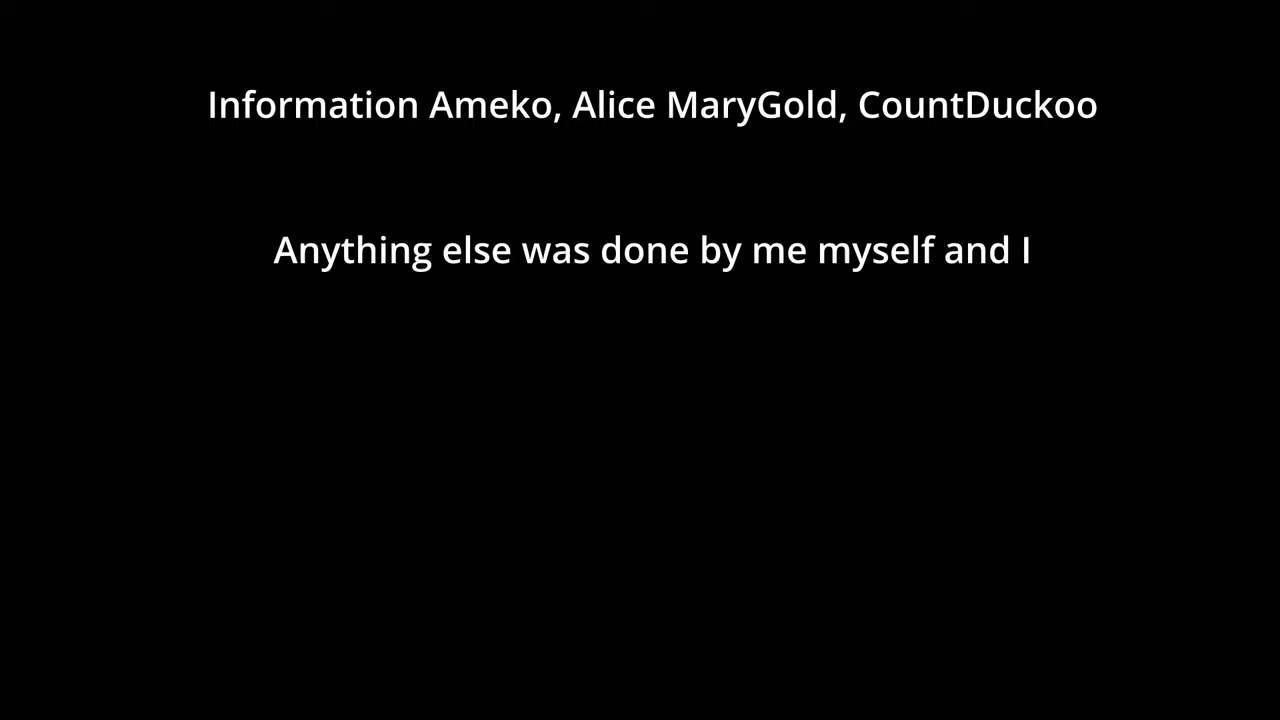 Information Ameko, Alice MaryGold, CountDuckoo
Anything else was done by me myself and I